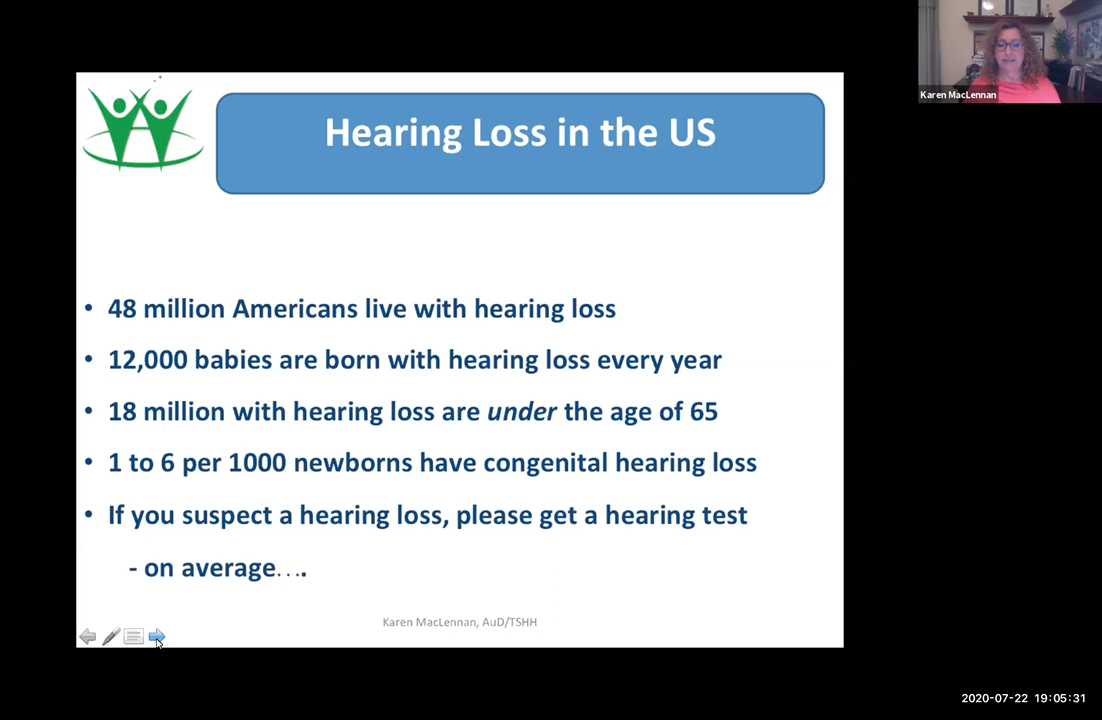 Karen MacLennan
Hearing Loss in the US
• 48 million Americans live with hearing loss
• 12,000 babies are born with hearing loss every year
• 18 million with hearing loss are under the age of 65
• 1 to 6 per 1000 newborns have congenital hearing loss
• If you suspect a hearing loss, please get a hearing test
- on average….
Karen MacLennan, AuD/TSHH
2020-07-22 19:05:31